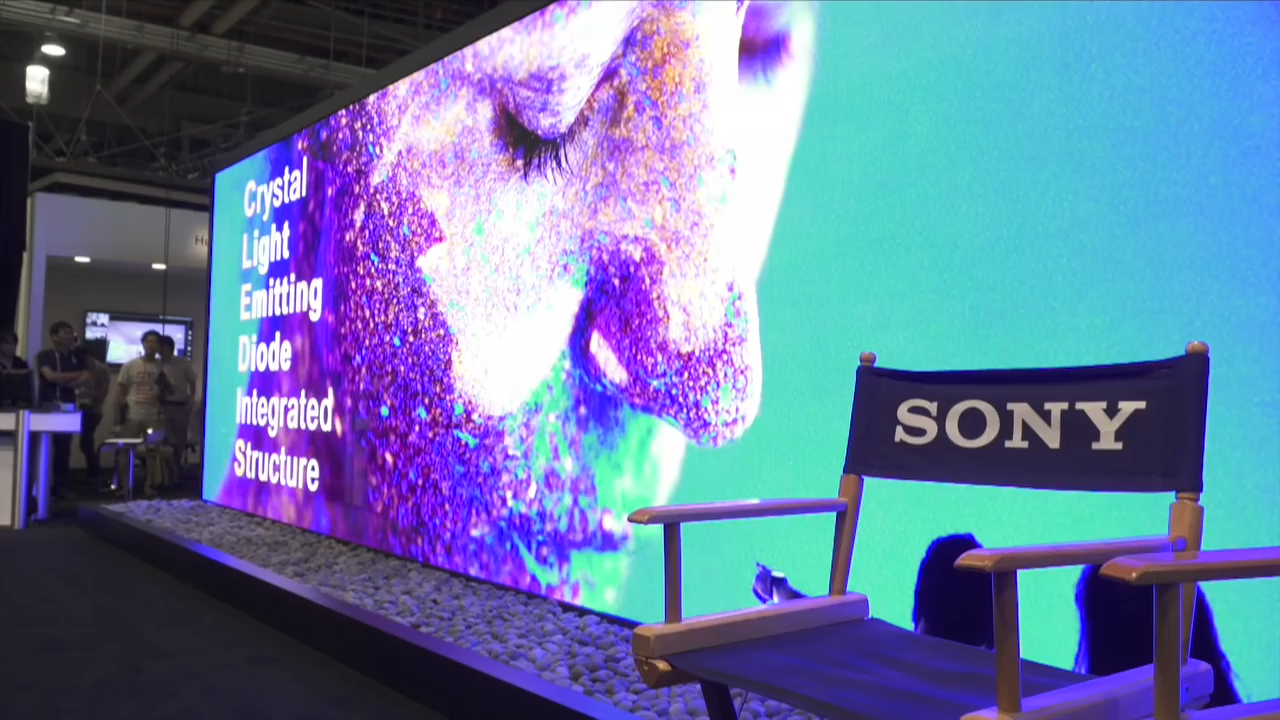 Crystal
Light
Emitting
Diode
Integrated
Structure
SONY